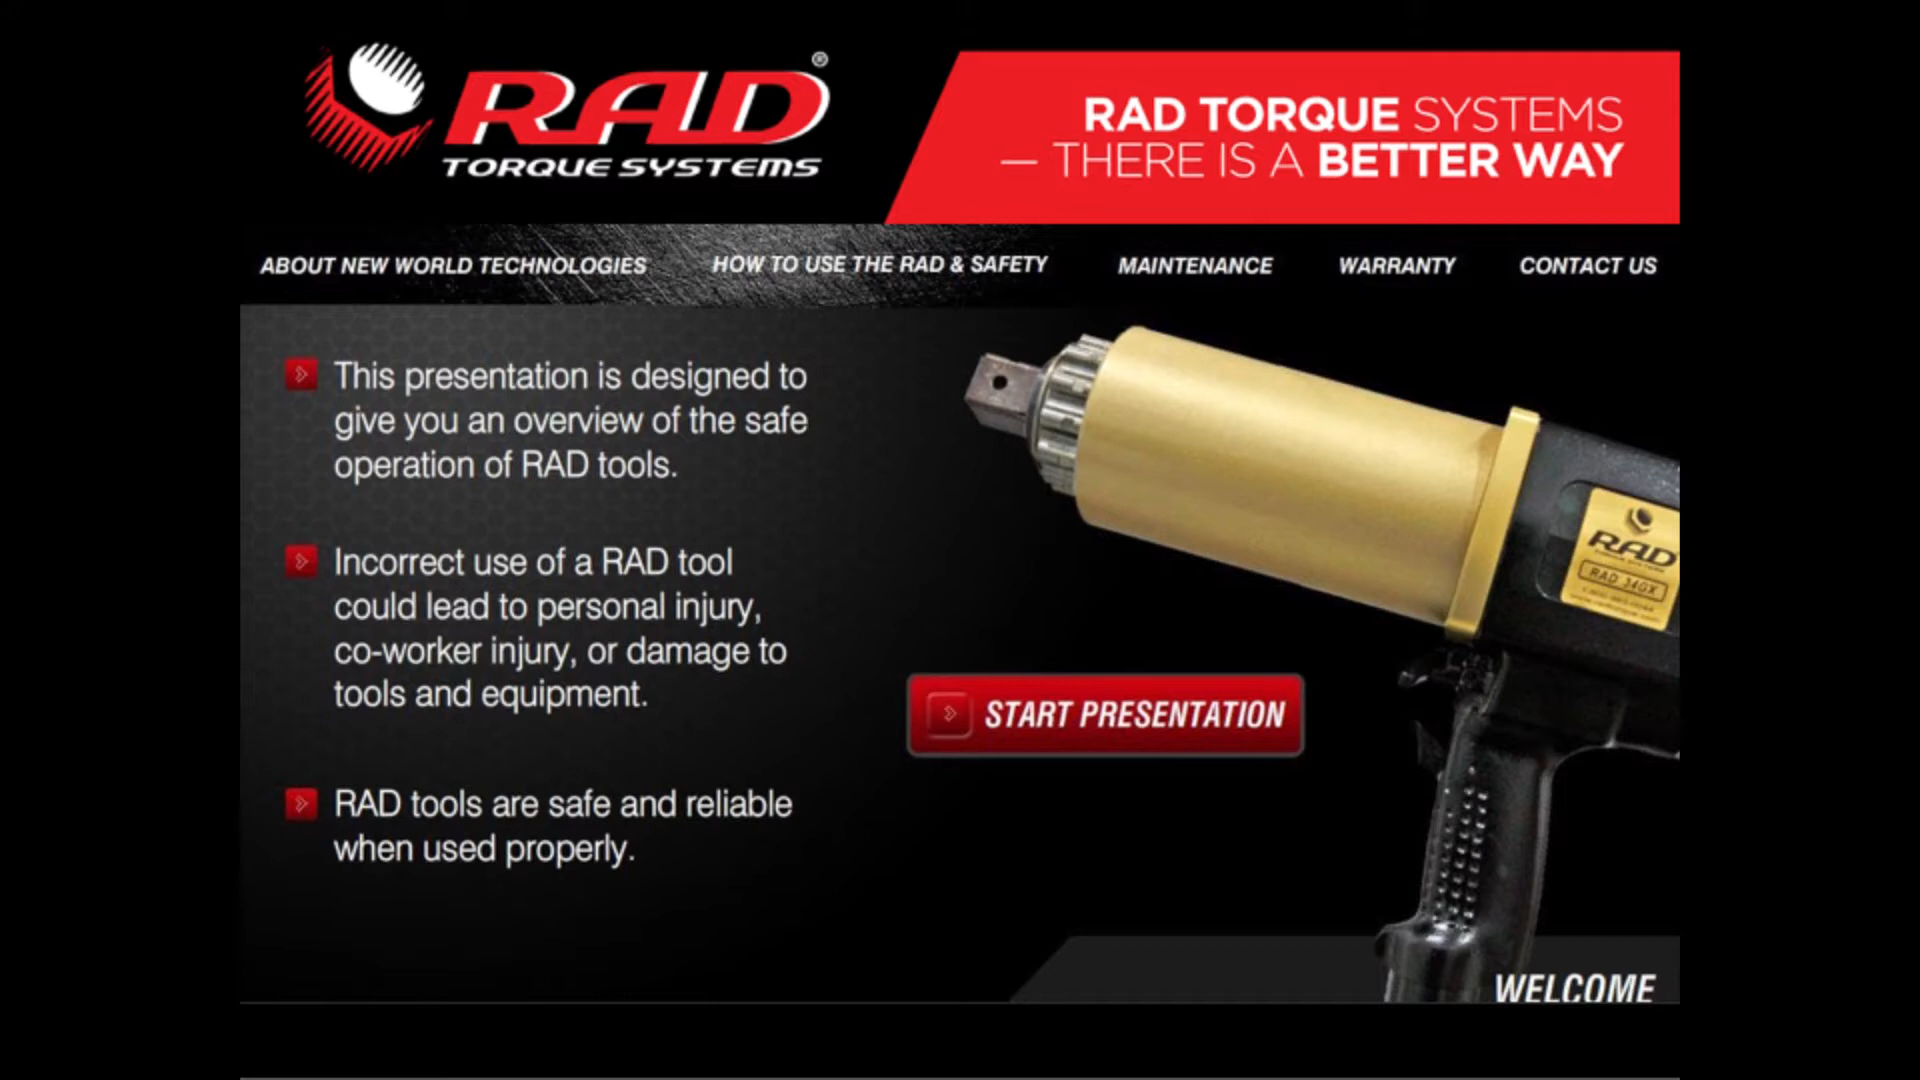 RAD®
TORQUE SYSTEMS
RAD TORQUE SYSTEMS
— THERE IS A BETTER WAY
ABOUT NEW WORLD TECHNOLOGIES
HOW TO USE THE RAD & SAFETY
MAINTENANCE
WARRANTY
CONTACT US
This presentation is designed to
give you an overview of the safe
operation of RAD tools.
Incorrect use of a RAD tool
could lead to personal injury,
co-worker injury, or damage to
tools and equipment.
RAD tools are safe and reliable
when used properly.
RAD
RAD 34GX
START PRESENTATION
WELCOME